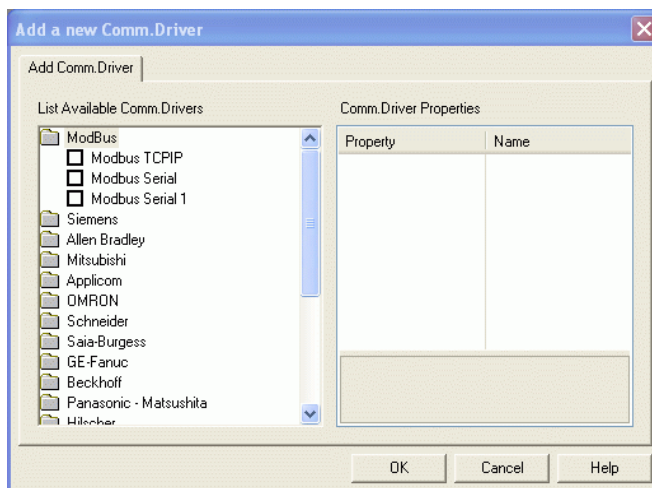 Add a new Comm.Driver
Add Comm.Driver
List Available Comm.Drivers
ModBus
Modbus TCPIP
Modbus Serial
Modbus Serial 1
Siemens
Allen Bradley
Mitsubishi
Applicom
OMRON
Schneider
Saia-Burgess
GE-Fanuc
Beckhoff
Panasonic - Matsushita
Hilscher
Comm.Driver Properties
Property Name
OK Cancel Help